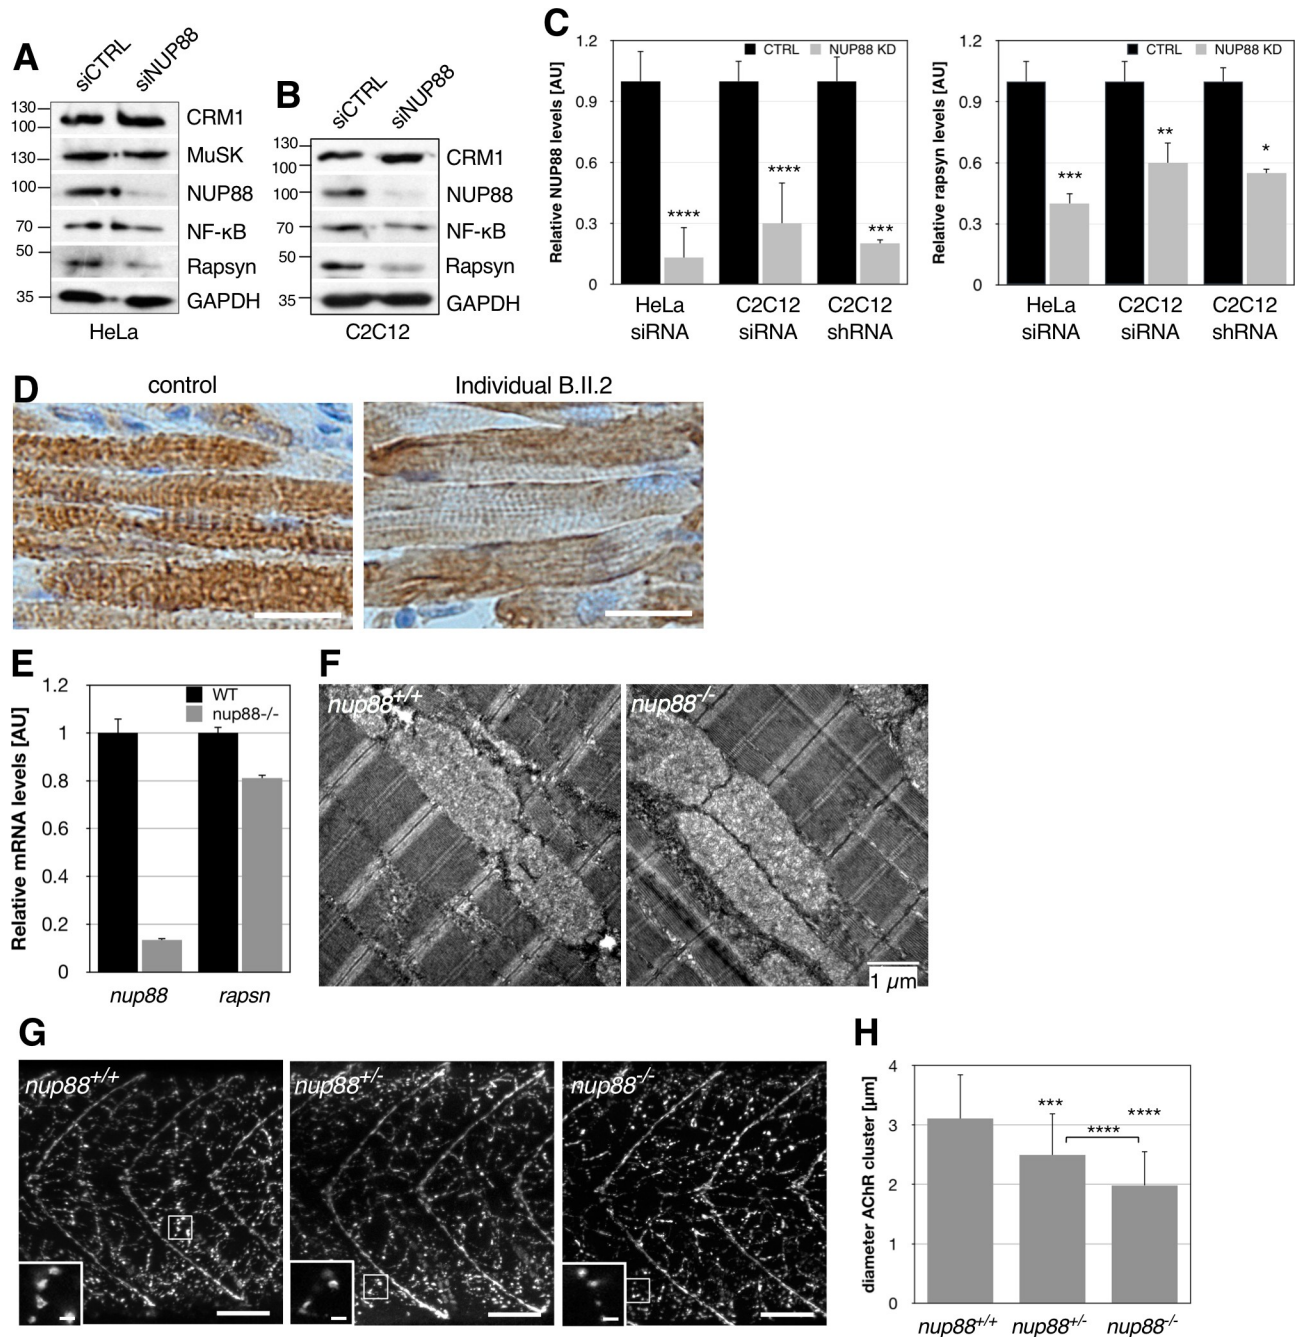 A
siCTRL
siNUP88
130
100
130
100
70
50
35
CRM1
MuSK
NUP88
NF-κB
Rapsyn
GAPDH
HeLa
B
siCTRL
siNUP88
130
100
100
70
50
35
CRM1
NUP88
NF-κB
Rapsyn
GAPDH
C2C12
C
Relative NUP88 levels [AU]
1.2
0.9
0.6
0.3
0
CTRL NUP88 KD
****
****
***
HeLa siRNA
C2C12 siRNA
C2C12 shRNA
Relative rapsyn levels [AU]
1.2
0.9
0.6
0.3
0
CTRL NUP88 KD
***
**
*
HeLa siRNA
C2C12 siRNA
C2C12 shRNA
D
control
Individual B.II.2
E
Relative mRNA levels [AU]
1.2
1
0.8
0.6
0.4
0.2
0
WT
nup88-/-
nup88 rapsn
F
nup88+/+
nup88-/-
1 µm
G
nup88+/+
nup88+/-
nup88-/-
H
diameter AChR cluster [µm]
4
3
2
1
0
***
****
****
nup88+/+ nup88+/- nup88-/-